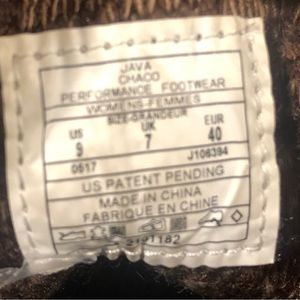 JAVA
CHACO
PERFORMANCE FOOTWEAR
WOMENS-FEMMES
SIZE-GRANDEUR
US UK EUR
9 7 40
0617 J106394
US PATENT PENDING
MADE IN CHINA
FABRIQUE EN CHINE